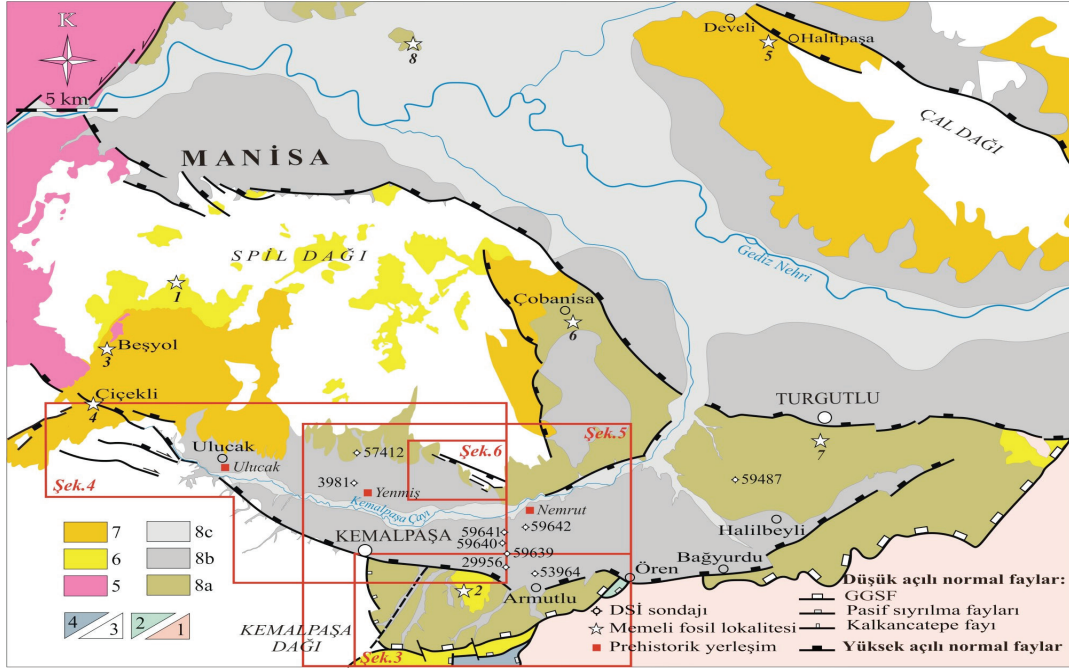 K
5 km
MANİSA
8
Develi
Halitpaşa
5
ÇAL DAĞI
Gediz Nehri
SPİL DAĞI
1
Çobanisa
6
3
Beşyol
Çiçekli
4
TURGUTLU
7
Ulucak
Ulucak
Şek.4
57412
Şek.6
Şek.5
3981
Yenmiş
59487
Kemalpaşa Çayı
Nemrut
59642
59641
59640
59639
KEMALPAŞA
Halilbeyli
29956
53964
Ören
Bağyurdu
2
Armutlu
KEMALPAŞA
DAĞI
Şek.3
7
8c
6
8b
5
8a
4
3
2
1
DSİ sondajı
Memeli fosil lokalitesi
Prehistorik yerleşim
Düşük açılı normal faylar:
GGSF
Pasif sıyrılma fayları
Kalkancatepe fayı
Yüksek açılı normal faylar